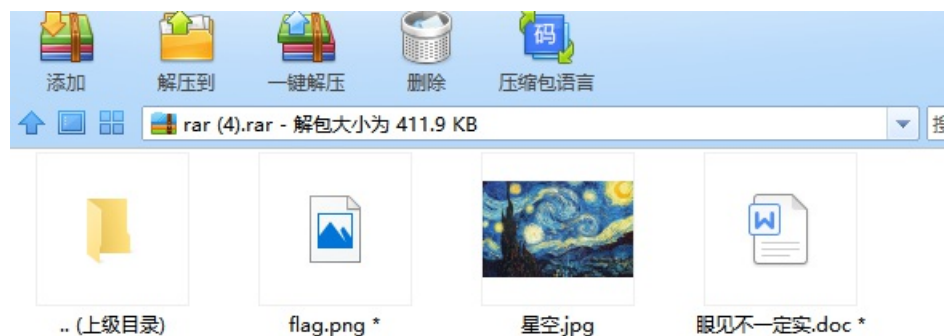 添加 解压到 一键解压 删除 码 压缩包语言
rar (4).rar - 解包大小为 411.9 KB
W
.. (上级目录) flag.png * 星空.jpg 眼见不一定实.doc *